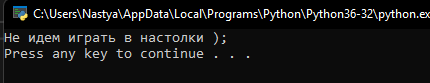 C:\Users\Nastya\AppData\Local\Programs\Python\Python36-32\python.ex
Не идем играть в настолки );
Press any key to continue . . .